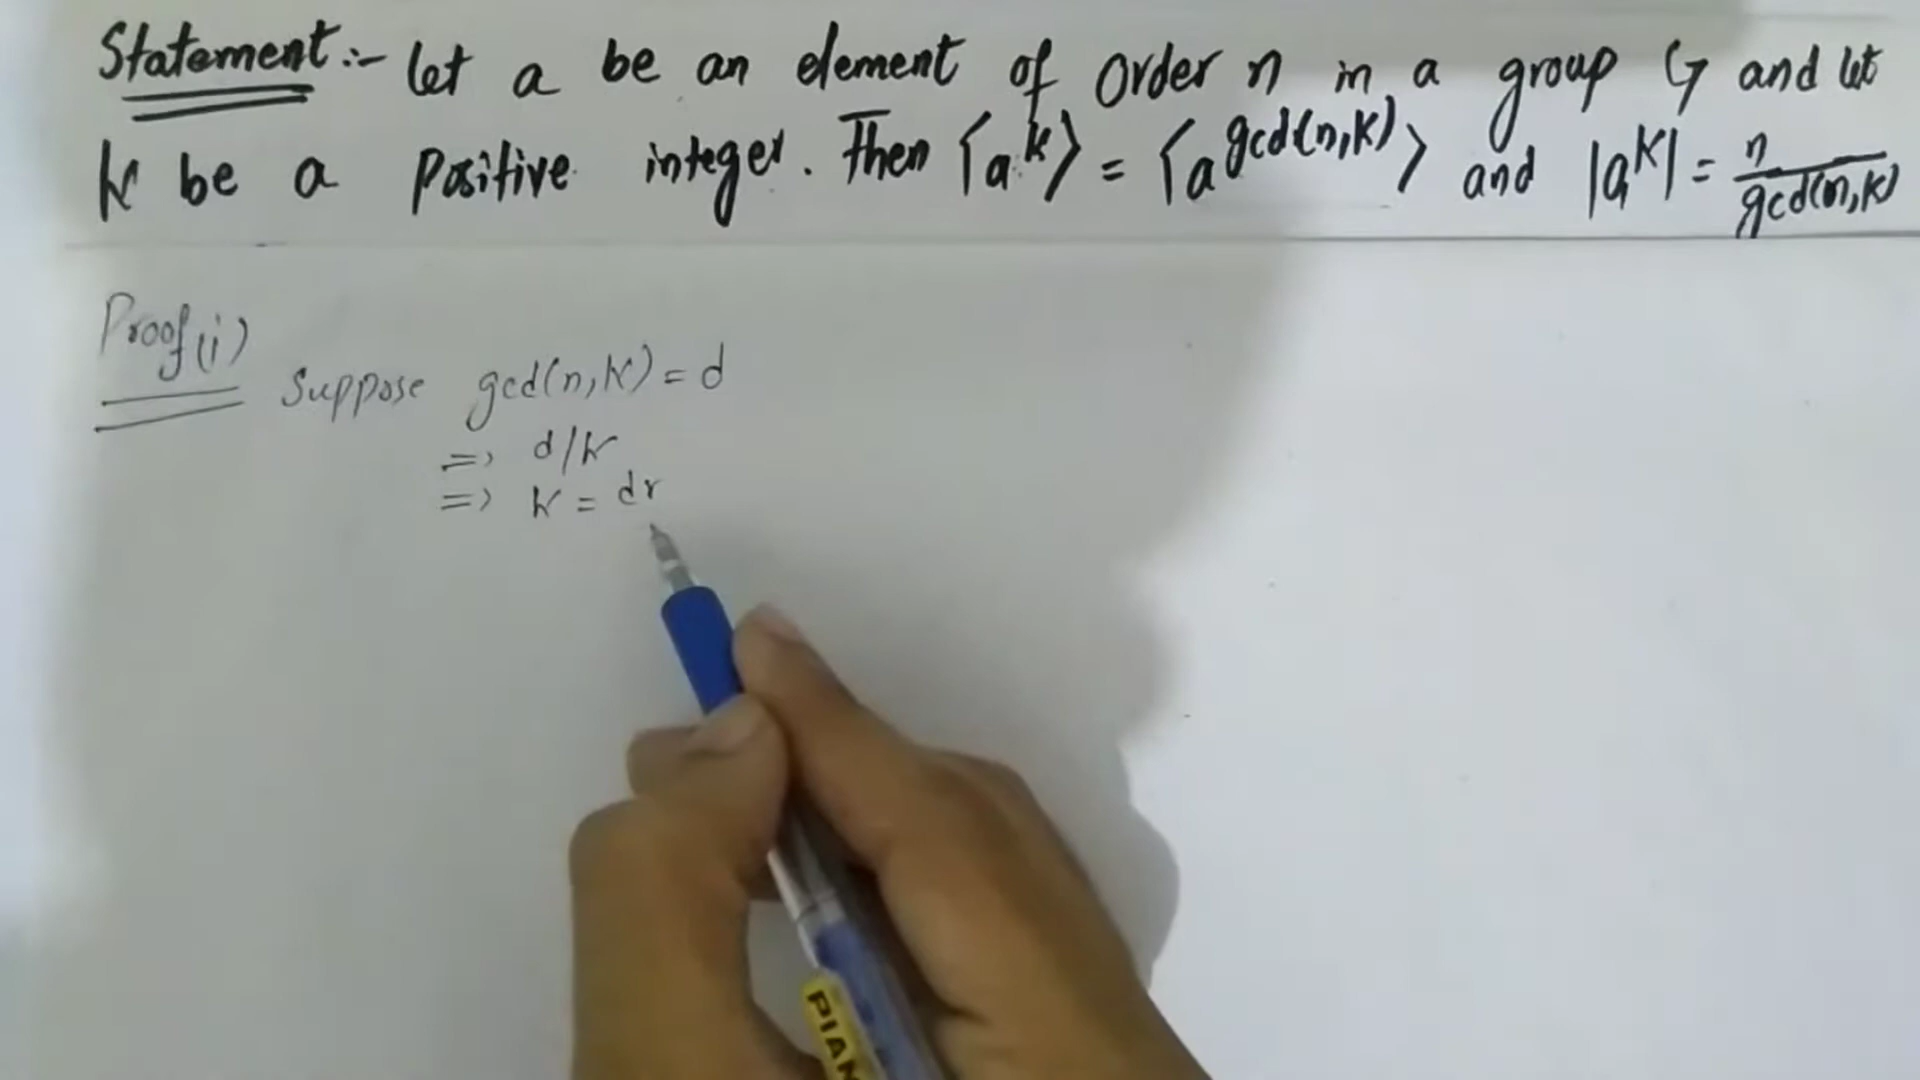 Statement:- let a be an element of order n in a group G and let
K be a positive integer. Then ⟨a^k⟩ = ⟨a^gcd(n,k)⟩ and |a^k| = n/gcd(n,k)
Proof(i)
Suppose gcd(n,k) = d
=> d/k
=> k = dr
PIAN